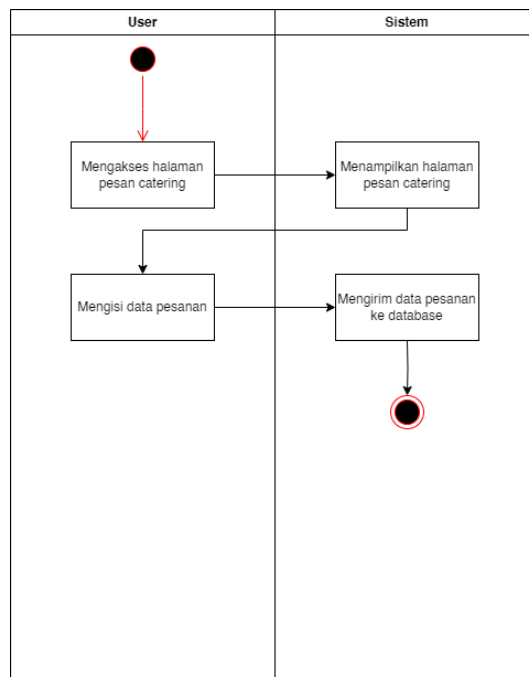 User
Sistem
Mengakses halaman
pesan catering
Menampilkan halaman
pesan catering
Mengisi data pesanan
Mengirim data pesanan
ke database